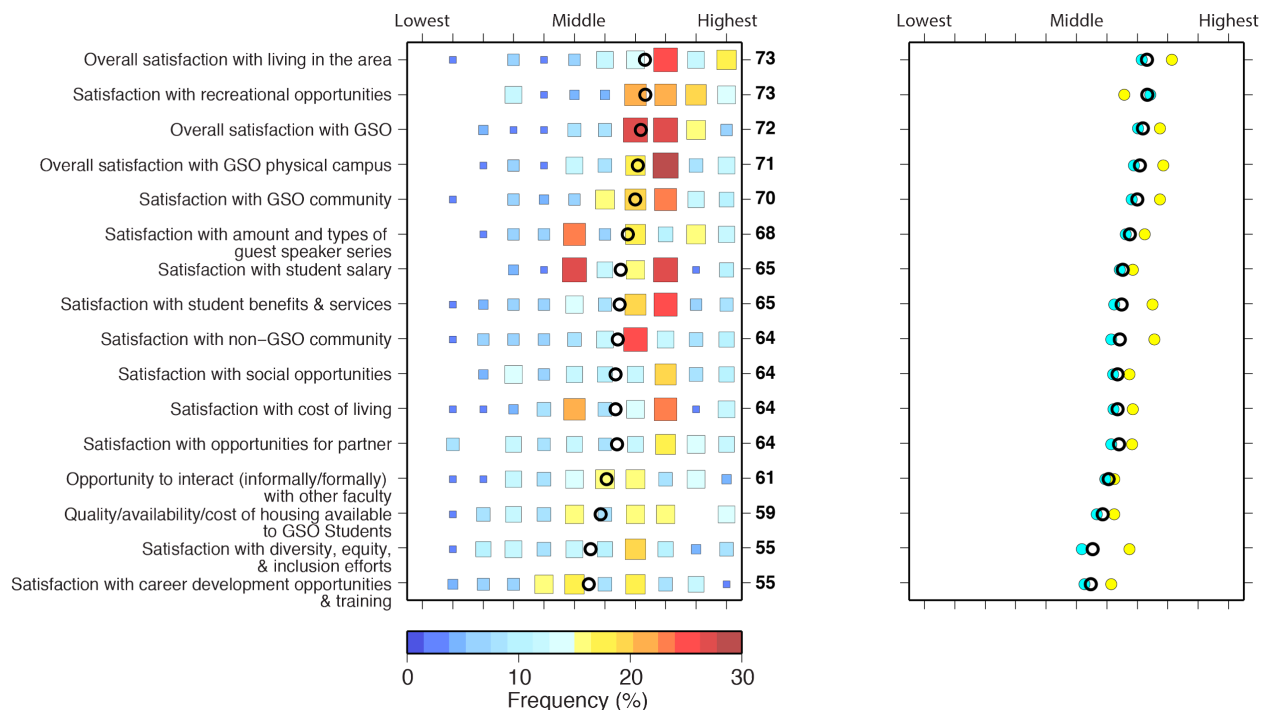 Lowest Middle Highest Lowest Middle Highest
Overall satisfaction with living in the area 73
Satisfaction with recreational opportunities 73
Overall satisfaction with GSO 72
Overall satisfaction with GSO physical campus 71
Satisfaction with GSO community 70
Satisfaction with amount and types of 68
guest speaker series
Satisfaction with student salary 65
Satisfaction with student benefits & services 65
Satisfaction with non−GSO community 64
Satisfaction with social opportunities 64
Satisfaction with cost of living 64
Satisfaction with opportunities for partner 64
Opportunity to interact (informally/formally) 61
with other faculty
Quality/availability/cost of housing available 59
to GSO Students
Satisfaction with diversity, equity, 55
& inclusion efforts
Satisfaction with career development opportunities 55
& training
0 10 20 30
Frequency (%)